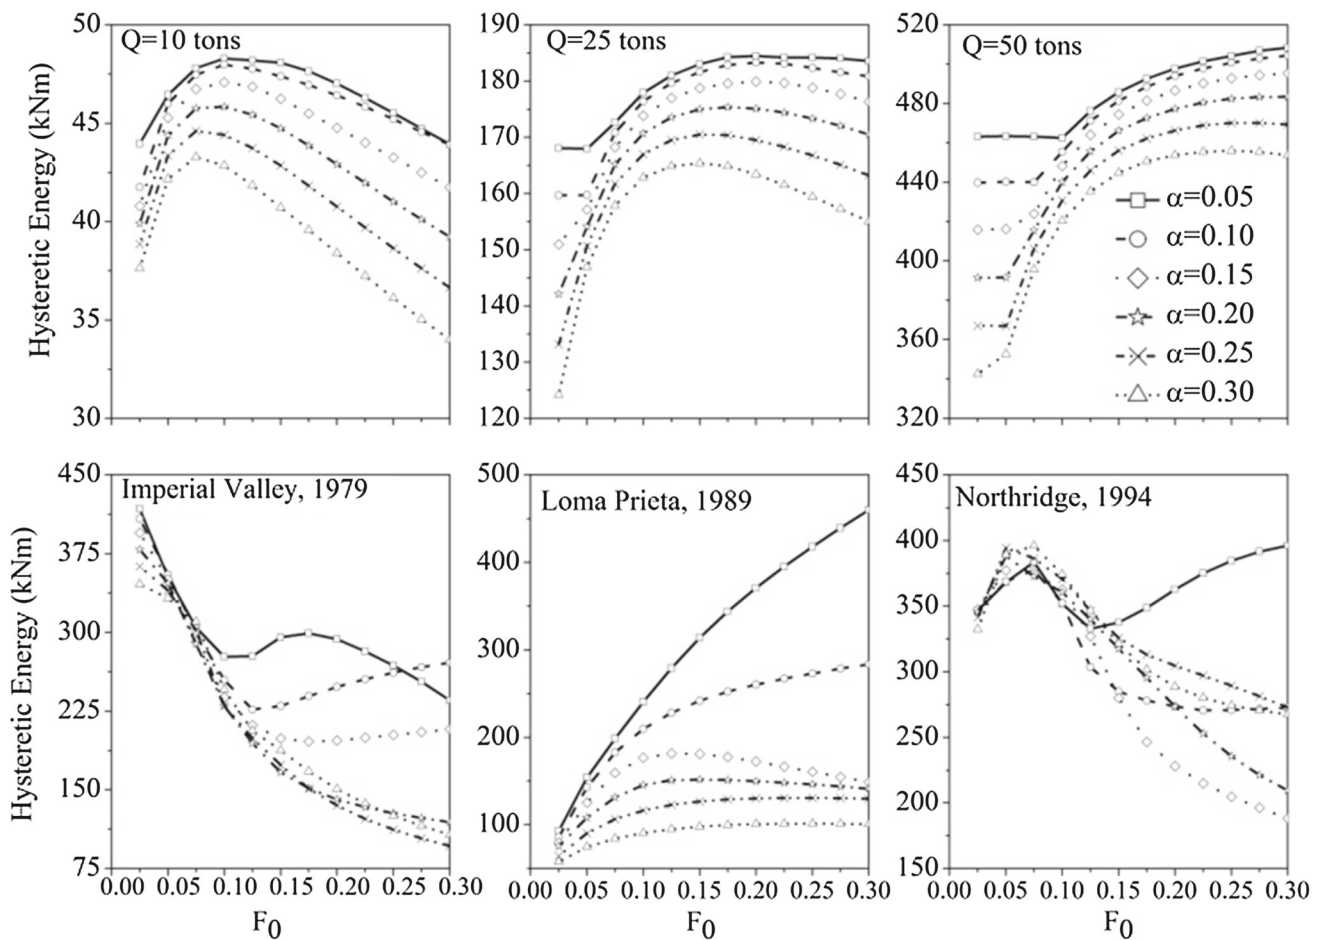 Hysteretic Energy (kNm)
50
45
40
35
30
Q=10 tons
190
180
170
160
150
140
130
120
Q=25 tons
520
480
440
400
360
320
Q=50 tons
α=0.05
α=0.10
α=0.15
α=0.20
α=0.25
α=0.30
Hysteretic Energy (kNm)
450
375
300
225
150
75
Imperial Valley, 1979
0.00 0.05 0.10 0.15 0.20 0.25 0.30
F0
500
400
300
200
100
Loma Prieta, 1989
0.00 0.05 0.10 0.15 0.20 0.25 0.30
F0
450
400
350
300
250
200
150
Northridge, 1994
0.00 0.05 0.10 0.15 0.20 0.25 0.30
F0